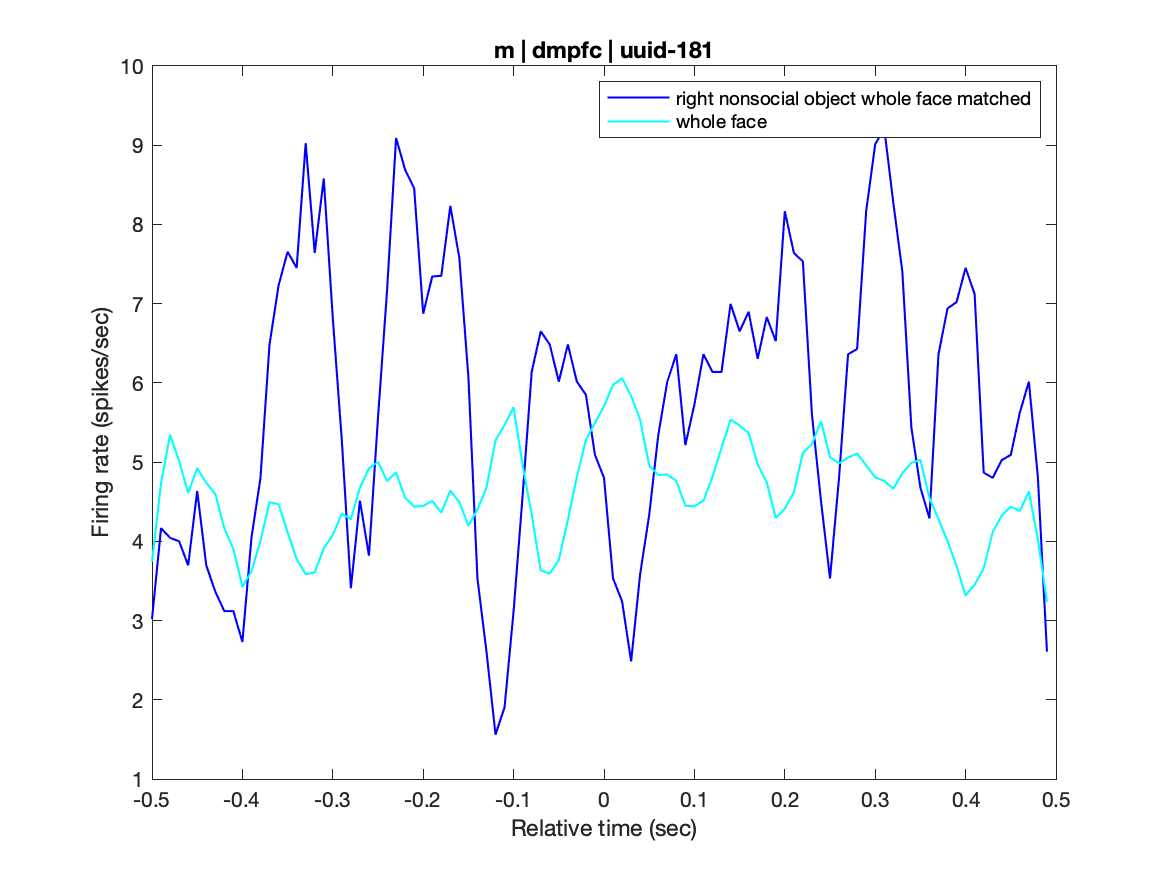 m | dmpfc | uuid-181
right nonsocial object whole face matched
whole face
Firing rate (spikes/sec)
10
9
8
7
6
5
4
3
2
1
-0.5 -0.4 -0.3 -0.2 -0.1 0 0.1 0.2 0.3 0.4 0.5
Relative time (sec)